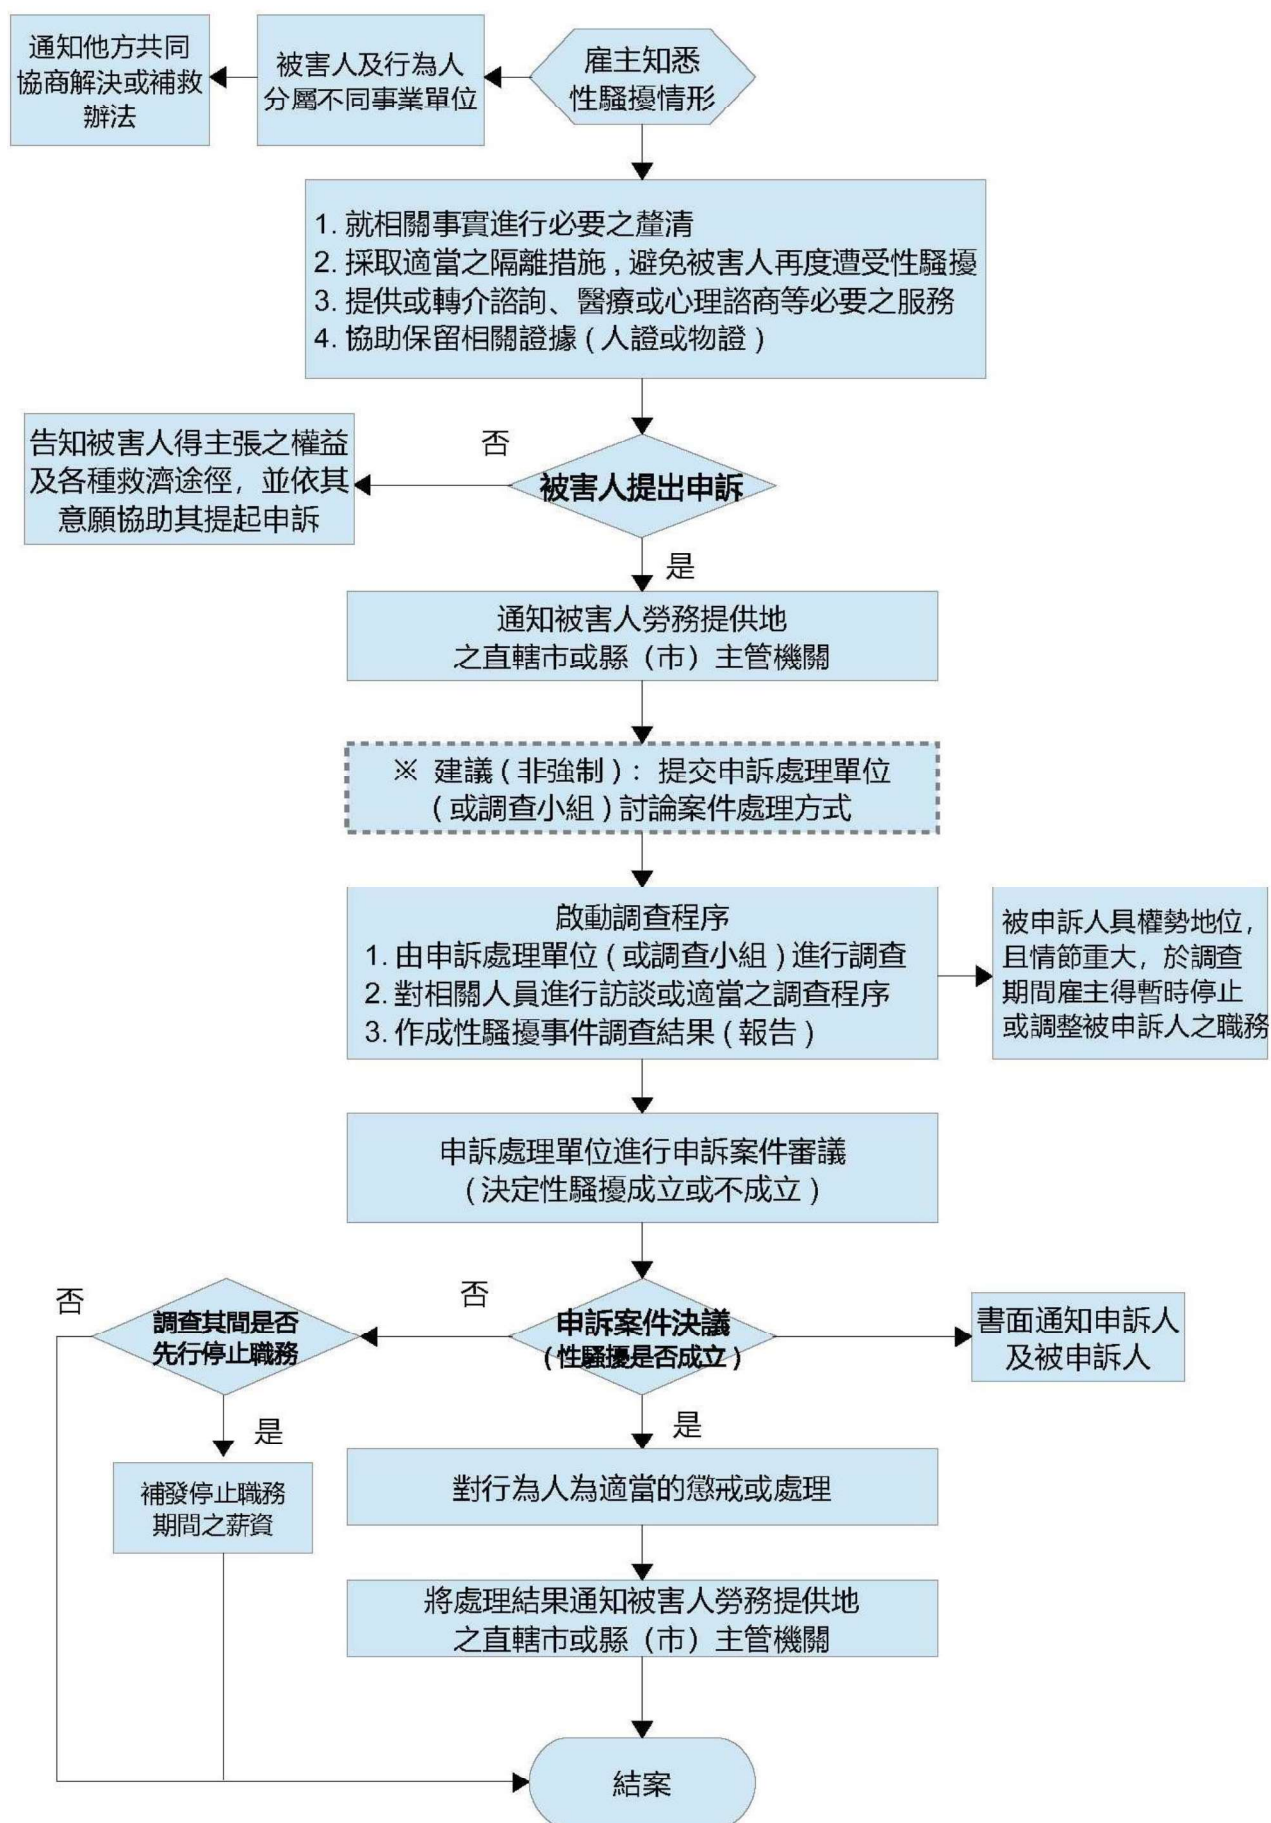 通知他方共同
協商解決或補救
辦法
被害人及行為人
分屬不同事業單位
雇主知悉
性騷擾情形
1. 就相關事實進行必要之釐清
2. 採取適當之隔離措施，避免被害人再度遭受性騷擾
3. 提供或轉介諮詢、醫療或心理諮商等必要之服務
4. 協助保留相關證據（人證或物證）
告知被害人得主張之權益
及各種救濟途徑，並依其
意願協助其提起申訴
否
被害人提出申訴
是
通知被害人勞務提供地
之直轄市或縣（市）主管機關
※ 建議（非強制）：提交申訴處理單位
（或調查小組）討論案件處理方式
啟動調查程序
1. 由申訴處理單位（或調查小組）進行調查
2. 對相關人員進行訪談或適當之調查程序
3. 作成性騷擾事件調查結果（報告）
被申訴人具權勢地位，
且情節重大，於調查
期間雇主得暫時停止
或調整被申訴人之職務
申訴處理單位進行申訴案件審議
（決定性騷擾成立或不成立）
否
調查其間是否
先行停止職務
否
申訴案件決議
（性騷擾是否成立）
書面通知申訴人
及被申訴人
是
是
補發停止職務
期間之薪資
對行為人為適當的懲戒或處理
將處理結果通知被害人勞務提供地
之直轄市或縣（市）主管機關
結案